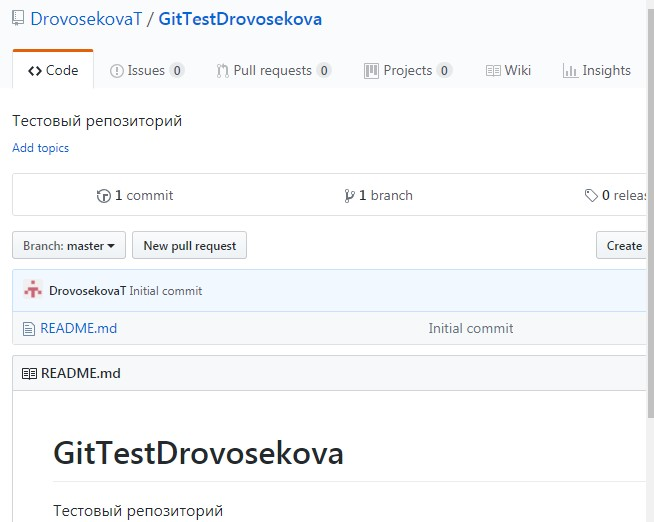 DrovosekovaT / GitTestDrovosekova
Code Issues 0 Pull requests 0 Projects 0 Wiki Insights
Тестовый репозиторий
Add topics
1 commit 1 branch 0 releas
Branch: master New pull request Create
DrovosekovaT Initial commit
README.md Initial commit
README.md
GitTestDrovosekova
Тестовый репозиторий